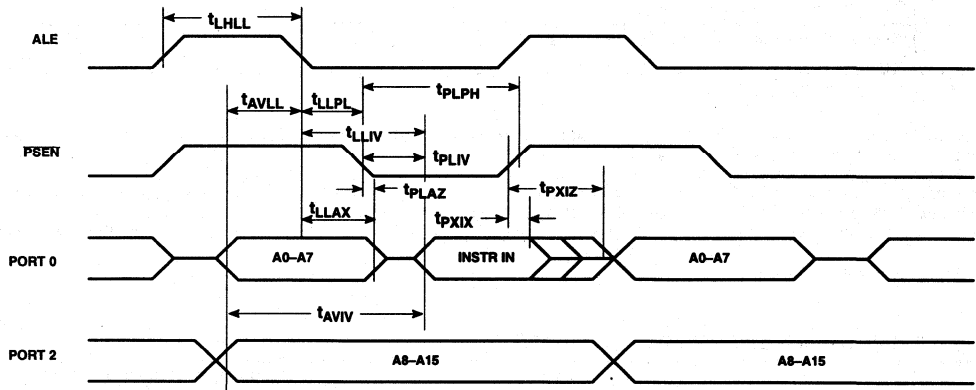 tLHLL
ALE
tAVLL
tLLPL
tPLPH
tLLIV
PSEN
tPLIV
tPLAZ
tPXIZ
tLLAX
tPXIX
PORT 0
A0–A7
INSTR IN
A0–A7
tAVIV
PORT 2
A8–A15
A8–A15